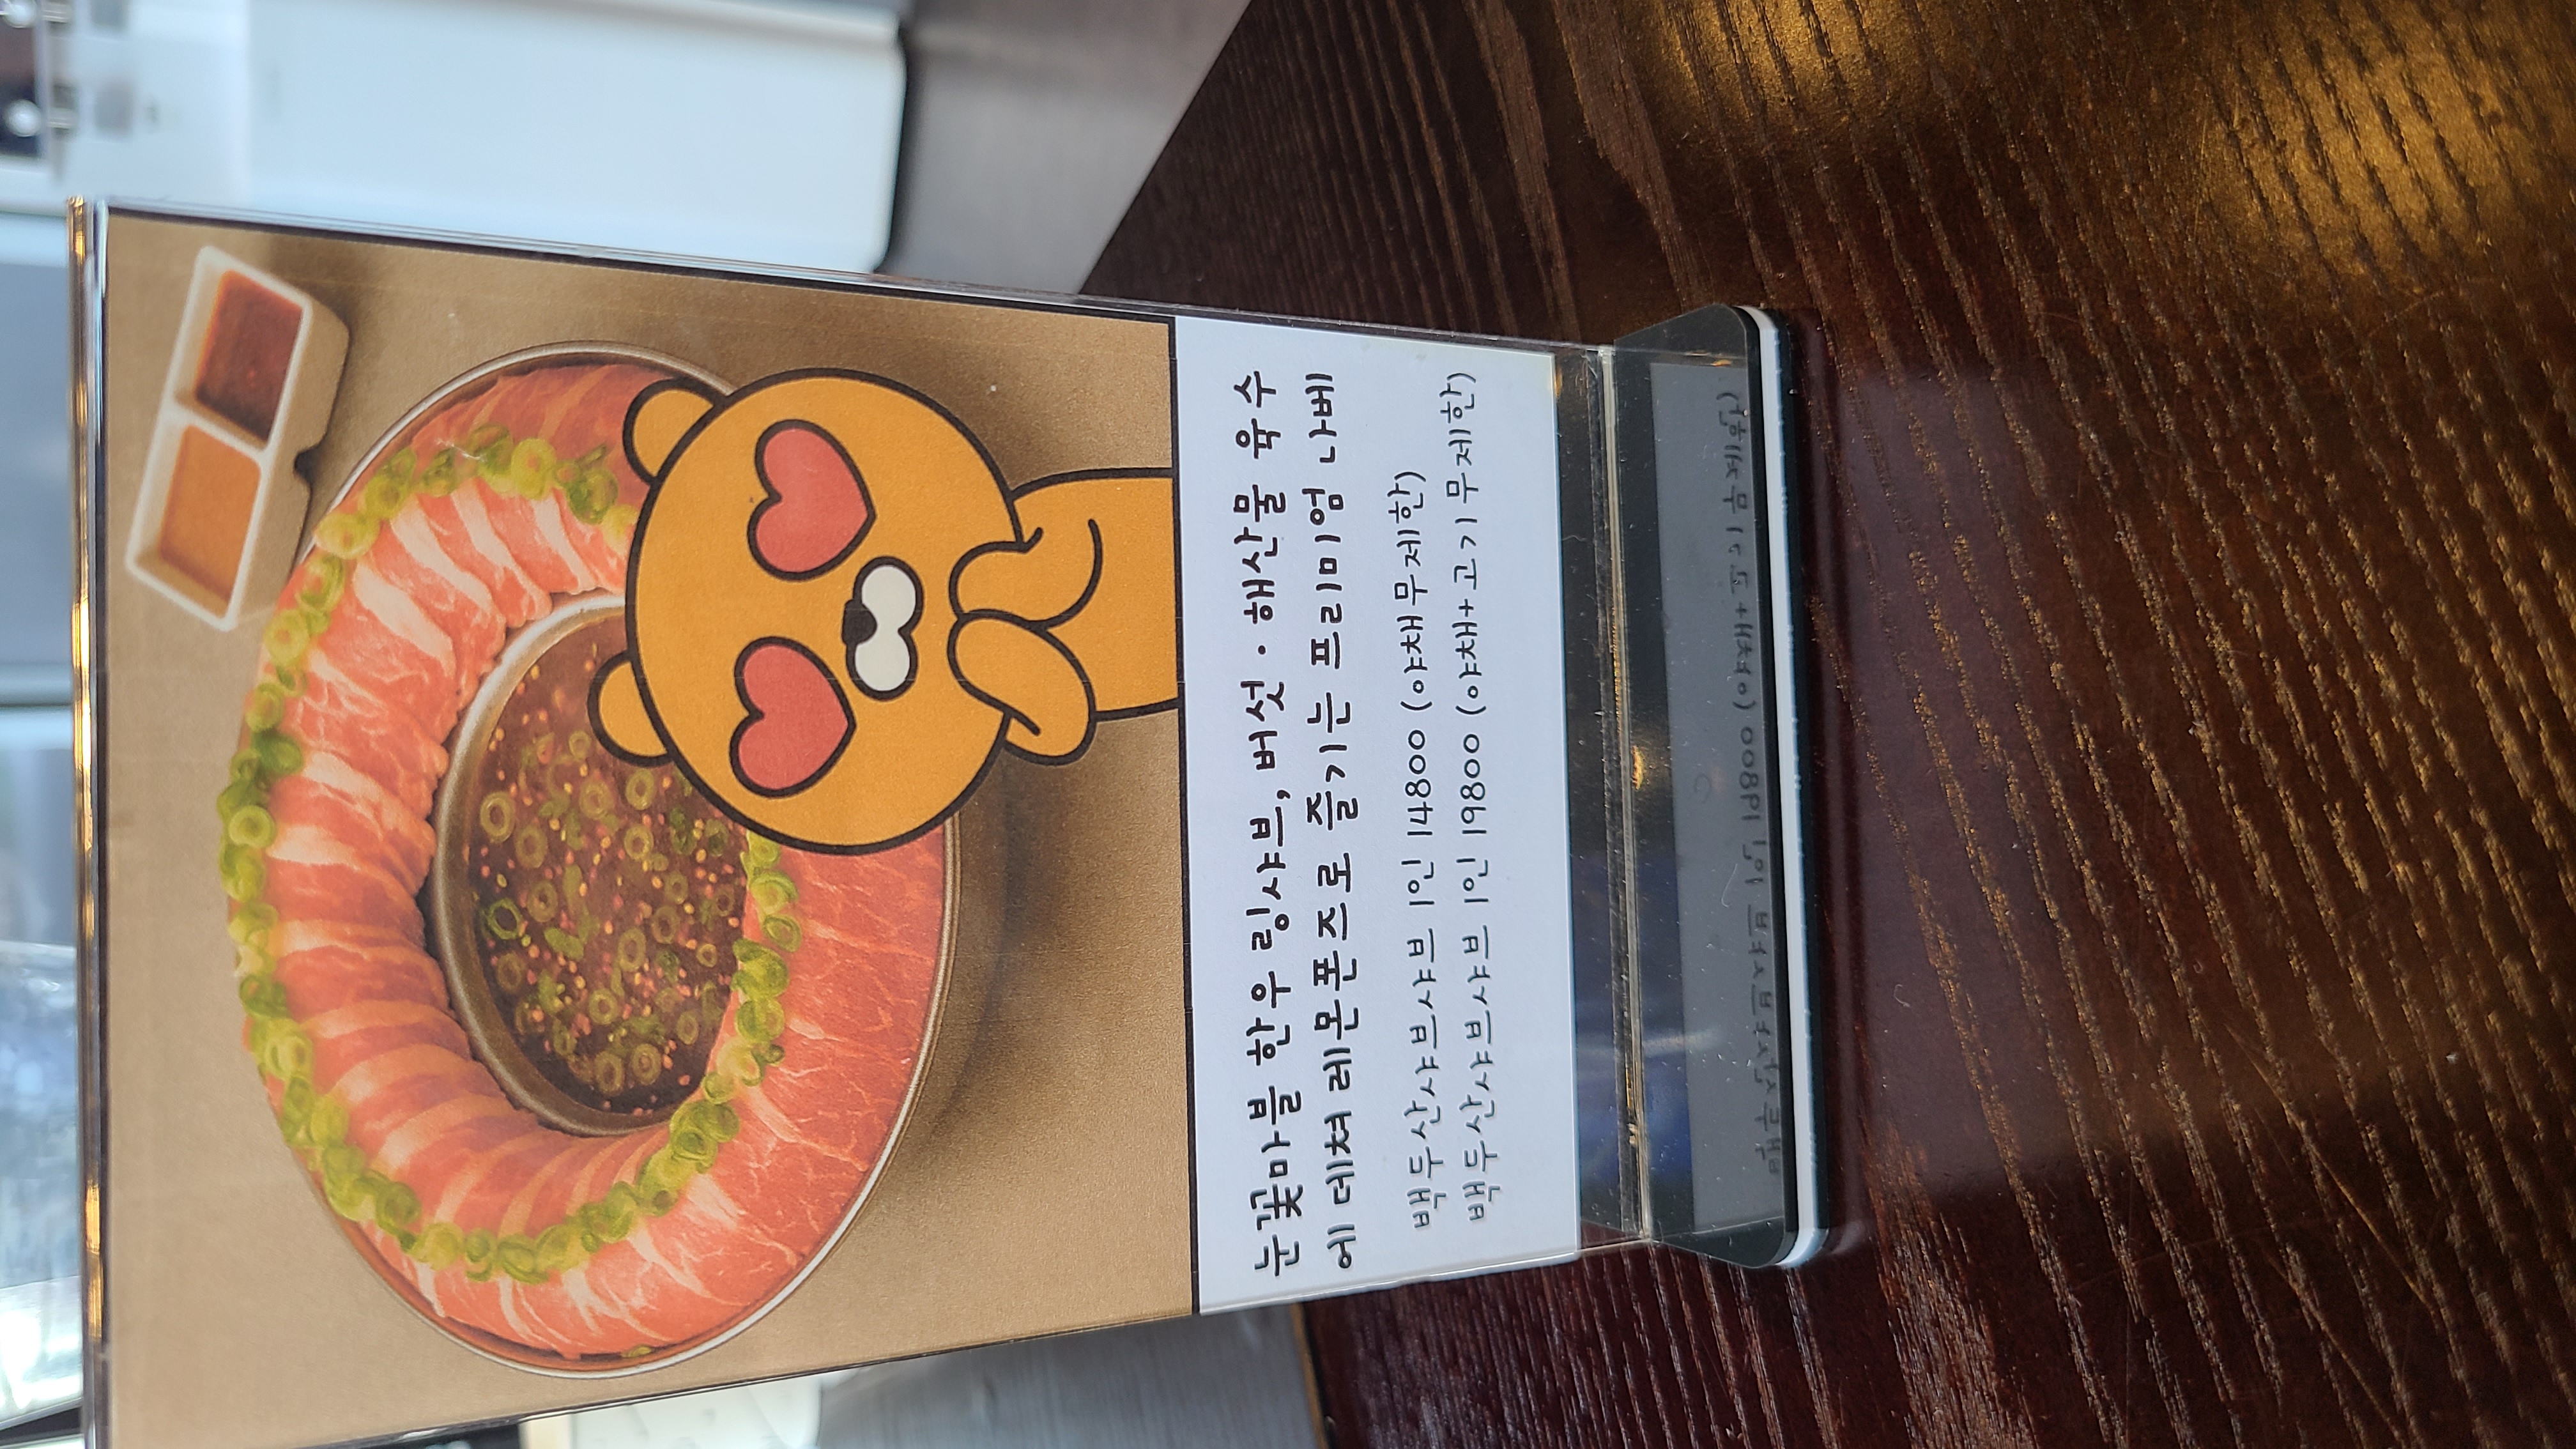 눈꽃마블 한우 링샤브, 버섯 · 해산물 육수
에 데쳐 레몬폰즈로 즐기는 프리미엄 나베
백두산샤브샤브 1인 14800 (야채무제한)
백두산샤브샤브 1인 19800 (야채+고기무제한)